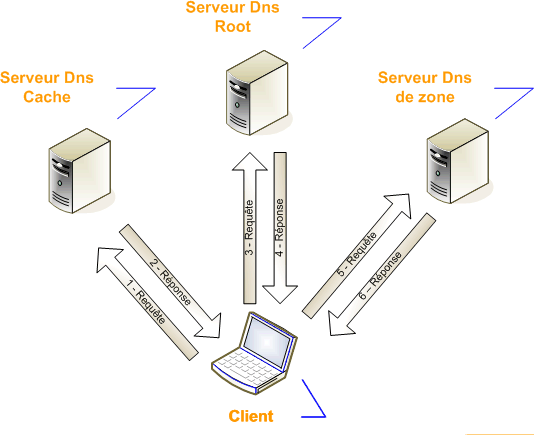 Serveur Dns
Root
Serveur Dns
Cache
Serveur Dns
de zone
1 - Requête
2 - Réponse
3 - Requête
4 - Réponse
5 - Requête
6 – Réponse
Client